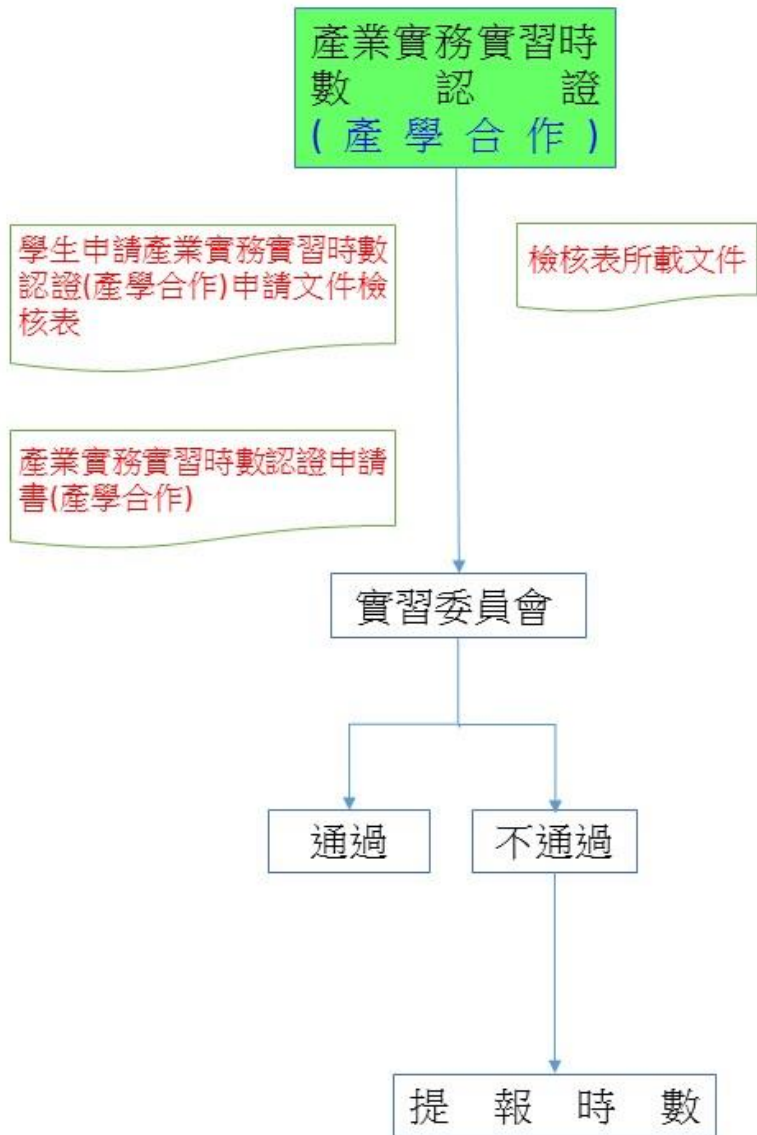 產業實務實習時
數認證
(產學合作)
學生申請產業實務實習時數
認證(產學合作)申請文件檢
核表
檢核表所載文件
產業實務實習時數認證申請
書(產學合作)
實習委員會
通過
不通過
提報時數